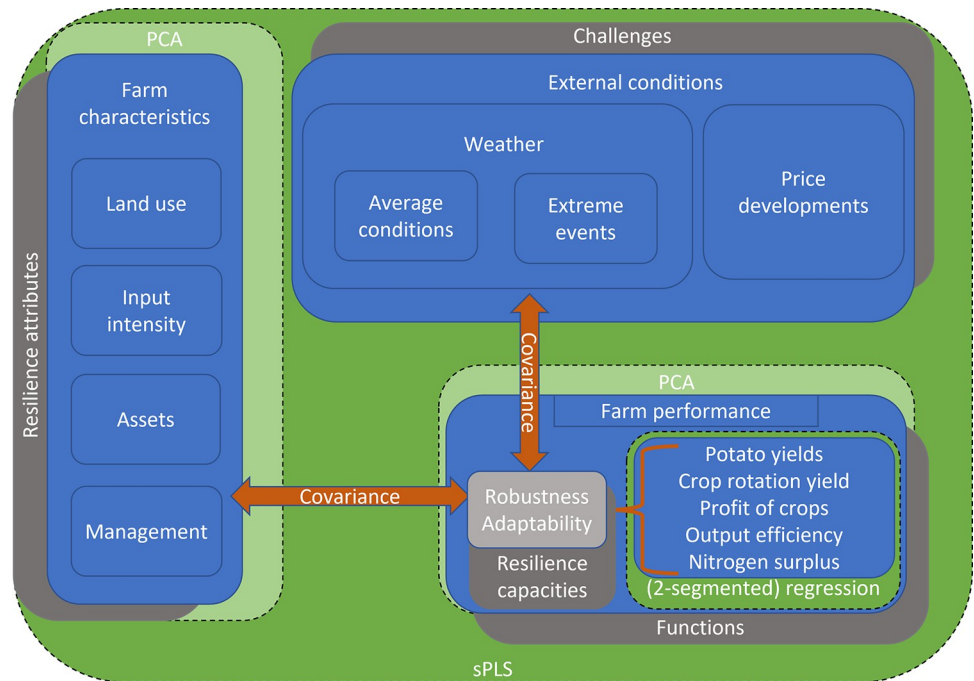 PCA
Farm
characteristics
Land use
Input
intensity
Assets
Management
Resilience attributes
Challenges
External conditions
Weather
Average
conditions
Extreme
events
Price
developments
Covariance
Covariance
PCA
Farm performance
Robustness
Adaptability
Resilience
capacities
Potato yields
Crop rotation yield
Profit of crops
Output efficiency
Nitrogen surplus
(2-segmented) regression
Functions
sPLS